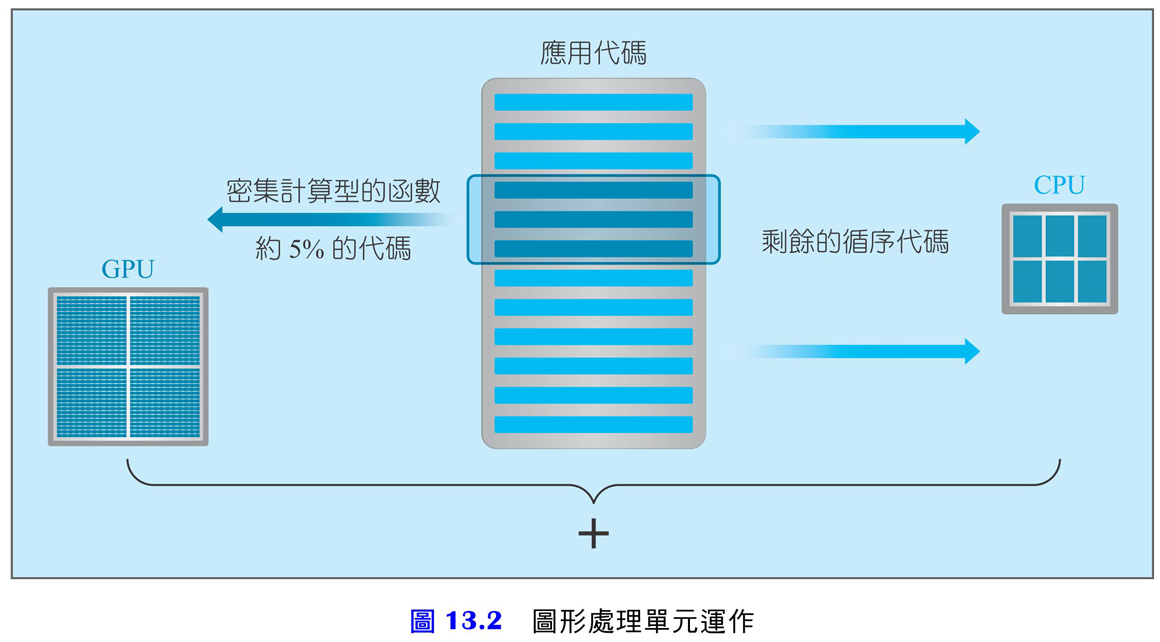 應用代碼
密集計算型的函數
約 5% 的代碼
GPU
CPU
剩餘的循序代碼
+
圖 13.2 圖形處理單元運作